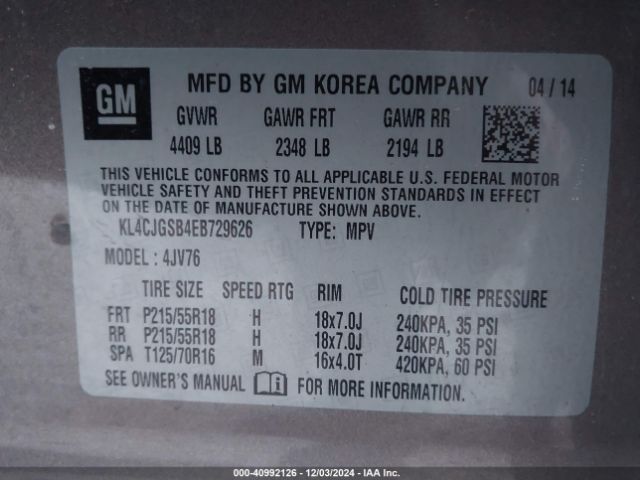 GM
MFD BY GM KOREA COMPANY 04 / 14
GVWR GAWR FRT GAWR RR
4409 LB 2348 LB 2194 LB
THIS VEHICLE CONFORMS TO ALL APPLICABLE U.S. FEDERAL MOTOR
VEHICLE SAFETY AND THEFT PREVENTION STANDARDS IN EFFECT
ON DATE OF MANUFACTURE SHOWN ABOVE.
KL4CJGSB4EB729626 TYPE: MPV
MODEL : 4JV76
TIRE SIZE SPEED RTG RIM COLD TIRE PRESSURE
FRT P215/55R18 H 18x7.0J 240KPA, 35 PSI
RR P215/55R18 H 18x7.0J 240KPA, 35 PSI
SPA T125/70R16 M 16x4.0T 420KPA, 60 PSI
SEE OWNER'S MANUAL FOR MORE INFORMATION.
000-40992126 - 12/03/2024 - IAA Inc.